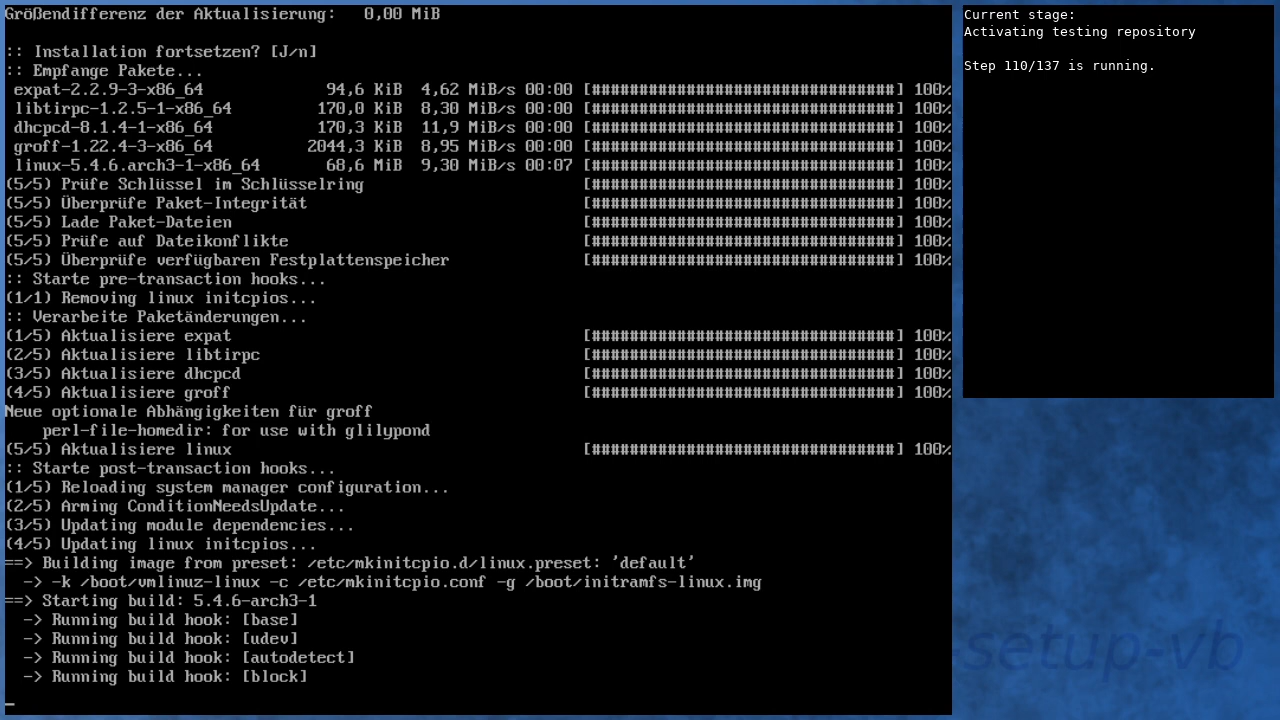 Größendifferenz der Aktualisierung:   0,00 MiB
:: Installation fortsetzen? [J/n]
:: Empfange Pakete...
expat-2.2.9-3-x86_64             94,6 KiB  4,62 MiB/s 00:00 [################################] 100%
libtirpc-1.2.5-1-x86_64          170,0 KiB  8,30 MiB/s 00:00 [################################] 100%
dhcpcd-8.1.4-1-x86_64           170,3 KiB  11,9 MiB/s 00:00 [################################] 100%
groff-1.22.4-3-x86_64          2044,3 KiB  8,95 MiB/s 00:00 [################################] 100%
linux-5.4.6.arch3-1-x86_64       68,6 MiB  9,30 MiB/s 00:07 [################################] 100%
(5/5) Prüfe Schlüssel im Schlüsselring                       [################################] 100%
(5/5) Überprüfe Paket-Integrität                             [################################] 100%
(5/5) Lade Paket-Dateien                                     [################################] 100%
(5/5) Prüfe auf Dateikonflikte                               [################################] 100%
(5/5) Überprüfe verfügbaren Festplattenspeicher              [################################] 100%
:: Starte pre-transaction hooks...
(1/1) Removing linux initcpios...
:: Verarbeite Paketänderungen...
(1/5) Aktualisiere expat                                     [################################] 100%
(2/5) Aktualisiere libtirpc                                  [################################] 100%
(3/5) Aktualisiere dhcpcd                                    [################################] 100%
(4/5) Aktualisiere groff                                     [################################] 100%
Neue optionale Abhängigkeiten für groff
    perl-file-homedir: for use with glilypond
(5/5) Aktualisiere linux                                     [################################] 100%
:: Starte post-transaction hooks...
(1/5) Reloading system manager configuration...
(2/5) Arming ConditionNeedsUpdate...
(3/5) Updating module dependencies...
(4/5) Updating linux initcpios...
==> Building image from preset: /etc/mkinitcpio.d/linux.preset: 'default'
  -> -k /boot/vmlinuz-linux -c /etc/mkinitcpio.conf -g /boot/initramfs-linux.img
==> Starting build: 5.4.6-arch3-1
  -> Running build hook: [base]
  -> Running build hook: [udev]
  -> Running build hook: [autodetect]
  -> Running build hook: [block]
_
Current stage:
Activating testing repository
Step 110/137 is running.
-setup-vb